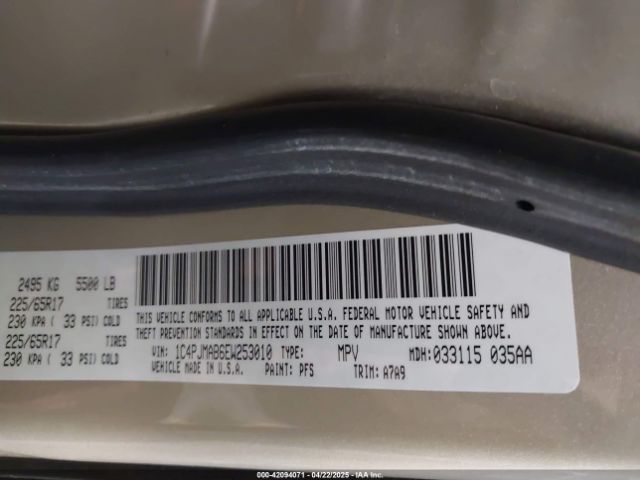 2495 KG 5500 LB
225/65R17 TIRES
230 KPA ( 33 PSI) COLD
225/65R17 TIRES
230 KPA ( 33 PSI) COLD
THIS VEHICLE CONFORMS TO ALL APPLICABLE U.S.A. FEDERAL MOTOR VEHICLE SAFETY AND
THEFT PREVENTION STANDARDS IN EFFECT ON THE DATE OF MANUFACTURE SHOWN ABOVE.
VIN: 1C4PJMAB6EW253010 TYPE: MPV MDH: 033115 035AA
VEHICLE MADE IN U.S.A. PAINT: PFS TRIM: A7A9
000-42094071 - 04/22/2025 - IAA Inc.